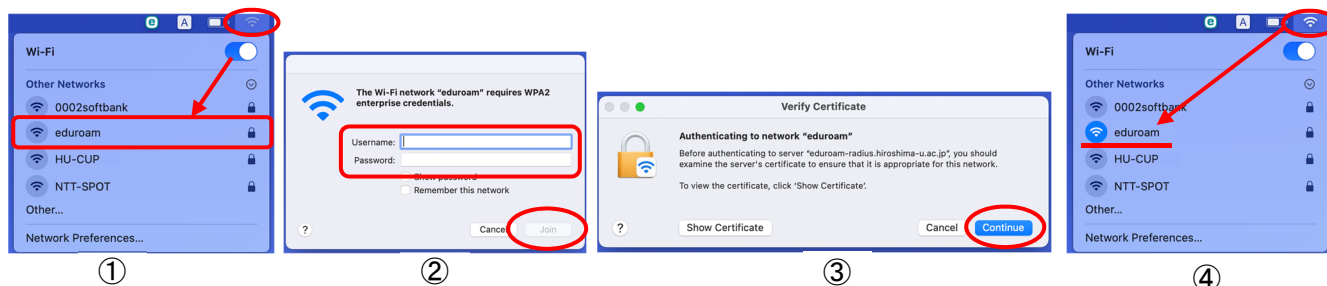 e A
Wi-Fi
Other Networks
0002softbank
eduroam
HU-CUP
NTT-SPOT
Other...
Network Preferences...
①
The Wi-Fi network “eduroam” requires WPA2
enterprise credentials.
Username:
Password:
Show password
Remember this network
?
Cancel
Join
②
Verify Certificate
Authenticating to network “eduroam”
Before authenticating to server “eduroam-radius.hiroshima-u.ac.jp”, you should
examine the server’s certificate to ensure that it is appropriate for this network.
To view the certificate, click ‘Show Certificate’.
?
Show Certificate
Cancel
Continue
③
e A
Wi-Fi
Other Networks
0002softbank
eduroam
HU-CUP
NTT-SPOT
Other...
Network Preferences...
④